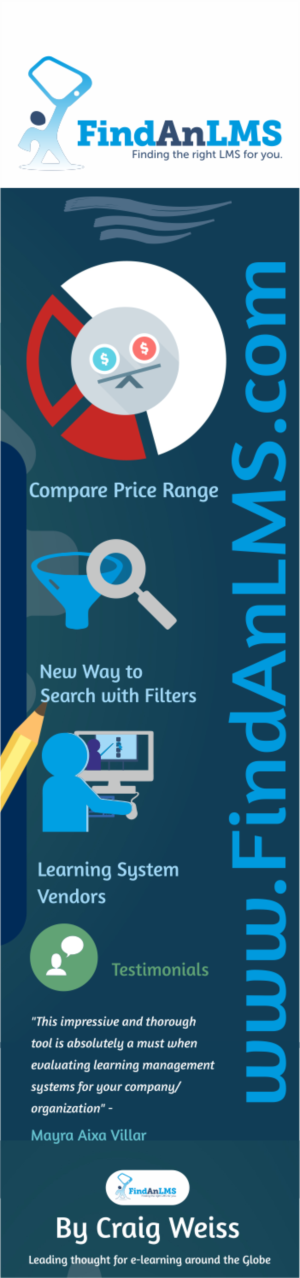 FindAnLMS
Finding the right LMS for you.
$
$
Compare Price Range
New Way to
Search with Filters
Learning System
Vendors
Testimonials
"This impressive and thorough
tool is absolutely a must when
evaluating learning management
systems for your company/
organization" -
Mayra Aixa Villar
www.FindAnLMS.com
FindAnLMS
By Craig Weiss
Leading thought for e-learning around the Globe